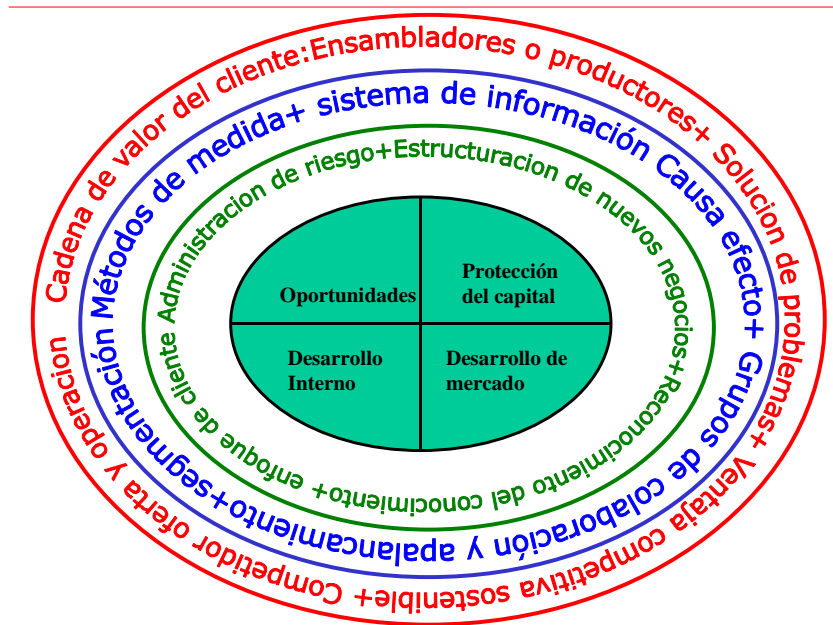 Cadena de valor del cliente:Ensambladores o productores+ Solucion de problemas+ Ventaja competitiva sostenible+ Competidor oferta y operacion
Métodos de medida+ sistema de información Causa efecto+ Grupos de colaboración y apalancamiento+segmentación
Administracion de riesgo+Estructuracion de nuevos negocios+Reconocimiento del conocimiento+ enfoque de cliente
Oportunidades
Protección
del capital
Desarrollo
Interno
Desarrollo de
mercado